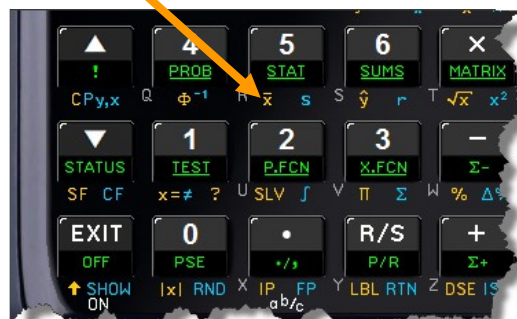 ▲ 4 5 6 ×
! PROB STAT SUMS MATRIX
CPy,x Q Φ⁻¹ R x̄ s S ŷ r T √x x²
▼ 1 2 3 −
STATUS TEST P.FCN X.FCN Σ−
SF CF x=≠ ? U SLV ∫ V Π Σ W % Δ%
EXIT 0 . R/S +
OFF PSE ./, P/R Σ+
↑ SHOW |x| RND X IP FP Y LBL RTN Z DSE IS
ON a b/c